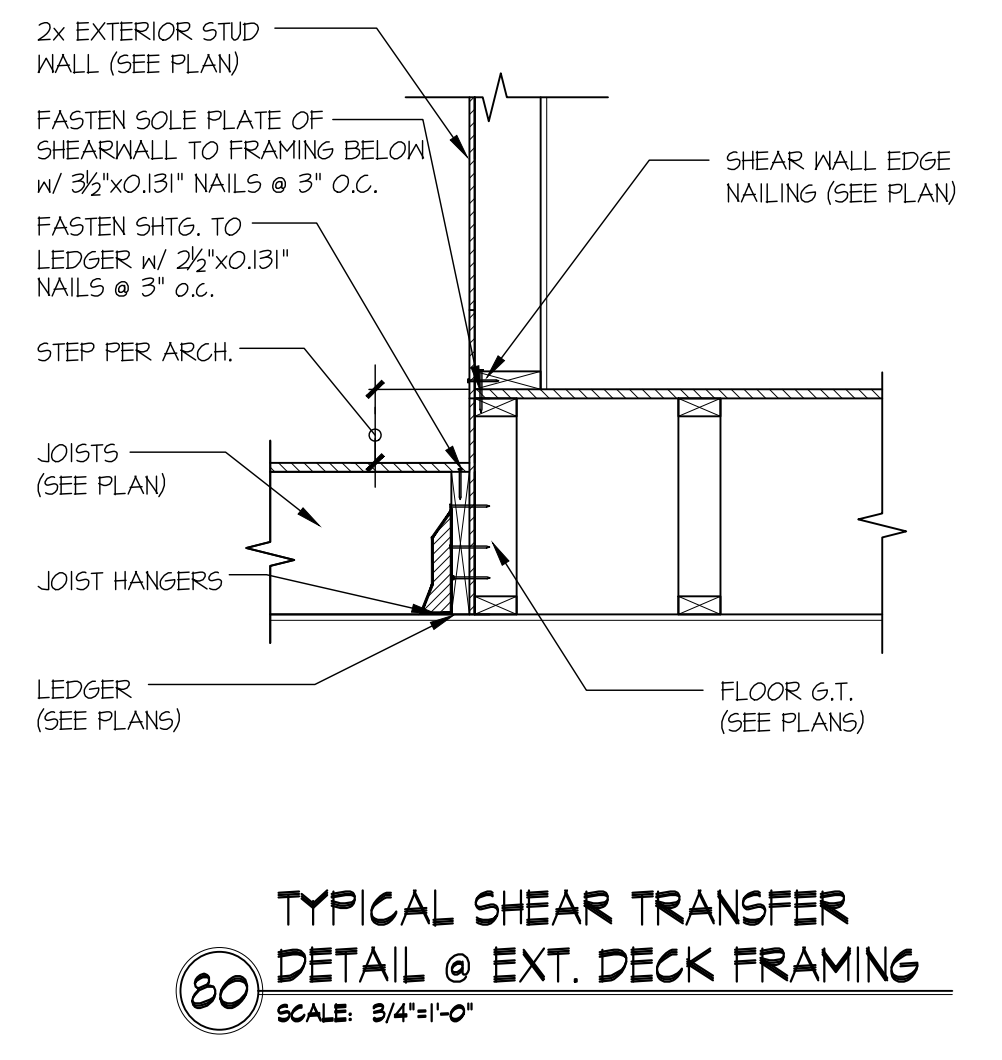 2x EXTERIOR STUD
WALL (SEE PLAN)
FASTEN SOLE PLATE OF
SHEARWALL TO FRAMING BELOW
w/ 3½"x0.131" NAILS @ 3" O.C.
FASTEN SHTG. TO
LEDGER w/ 2½"x0.131"
NAILS @ 3" o.c.
STEP PER ARCH.
JOISTS
(SEE PLAN)
JOIST HANGERS
LEDGER
(SEE PLANS)
SHEAR WALL EDGE
NAILING (SEE PLAN)
FLOOR G.T.
(SEE PLANS)
80
TYPICAL SHEAR TRANSFER
DETAIL @ EXT. DECK FRAMING
SCALE: 3/4"=1'-0"